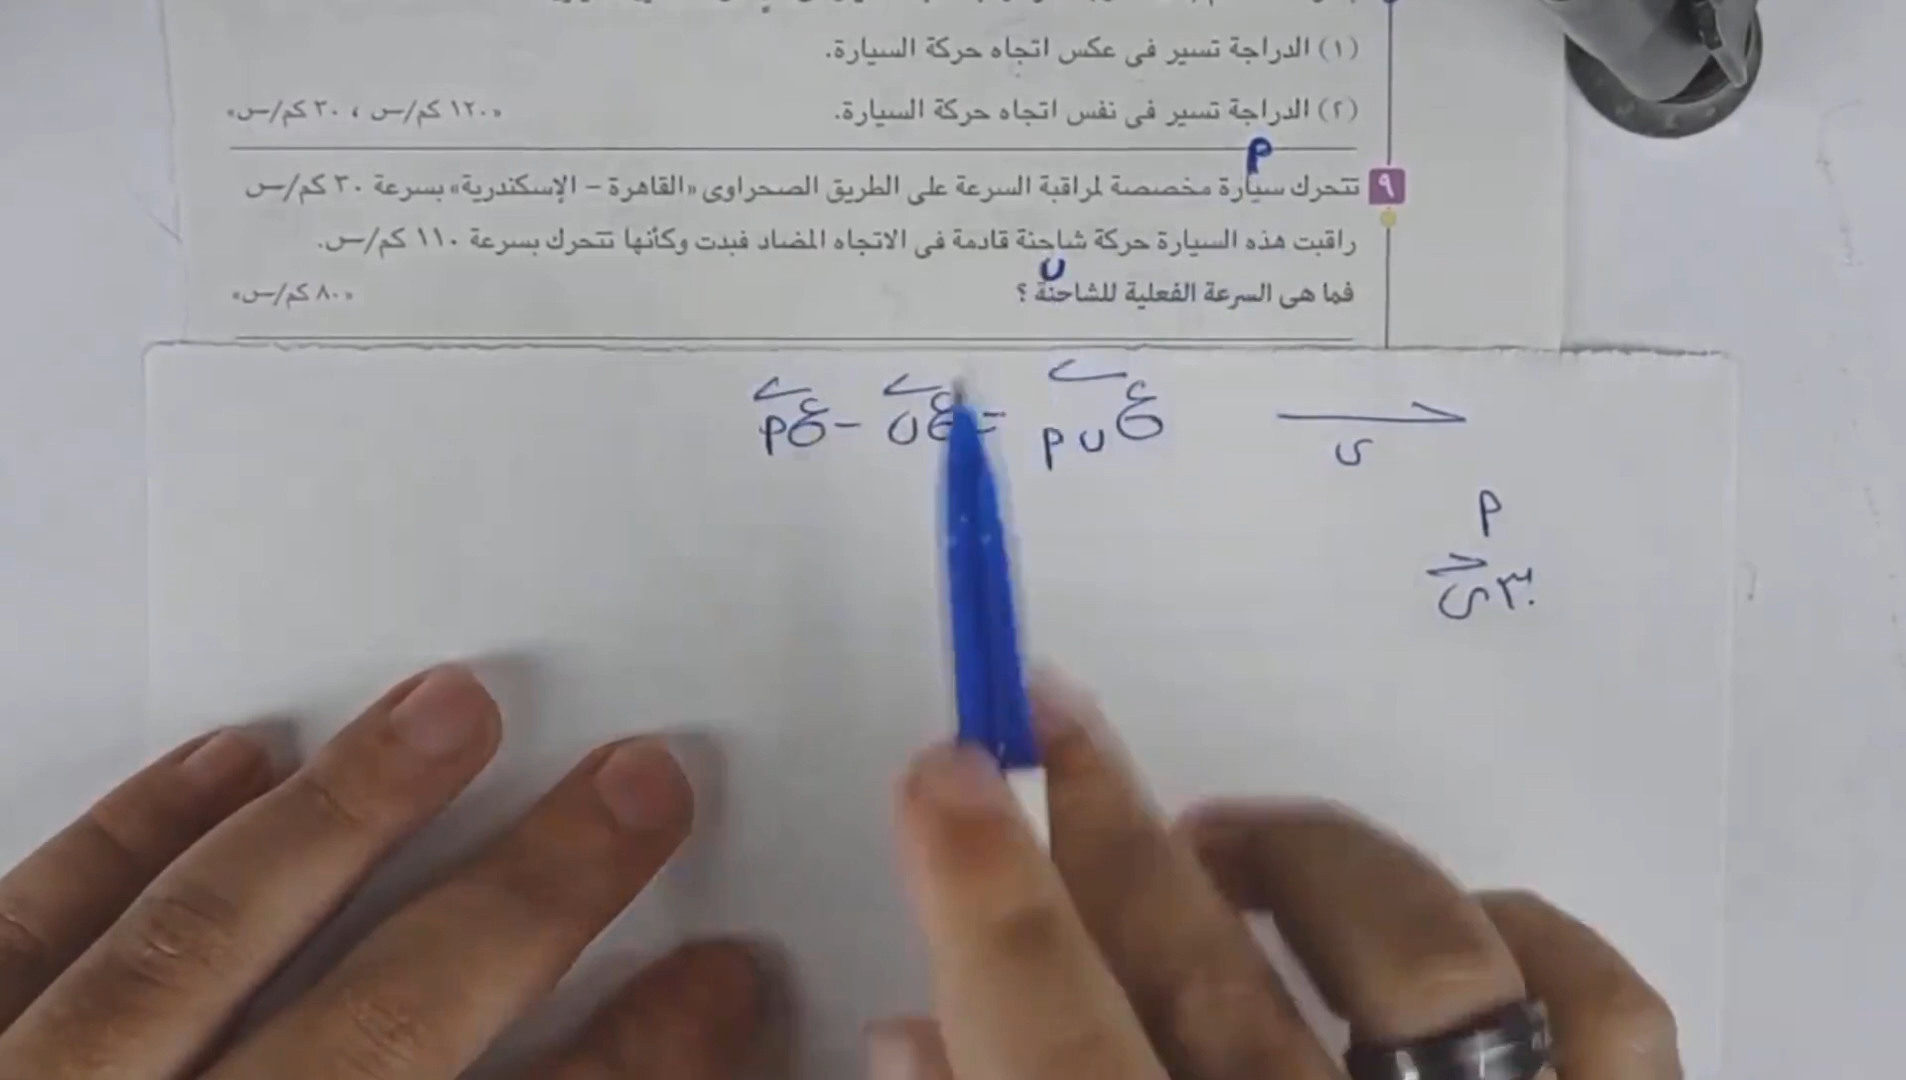 (١) الدراجة تسير فى عكس اتجاه حركة السيارة.
(٢) الدراجة تسير فى نفس اتجاه حركة السيارة. «١٢٠ كم/س ، ٣٠ كم/س»
٩ تتحرك سيارة مخصصة لمراقبة السرعة على الطريق الصحراوى «القاهرة – الإسكندرية» بسرعة ٣٠ كم/س
راقبت هذه السيارة حركة شاحنة قادمة فى الاتجاه المضاد فبدت وكأنها تتحرك بسرعة ١١٠ كم/س.
فما هى السرعة الفعلية للشاحنة ؟ «٨٠ كم/س»
ع ب م = ع ب - ع م
ى
م
٣٠ ى